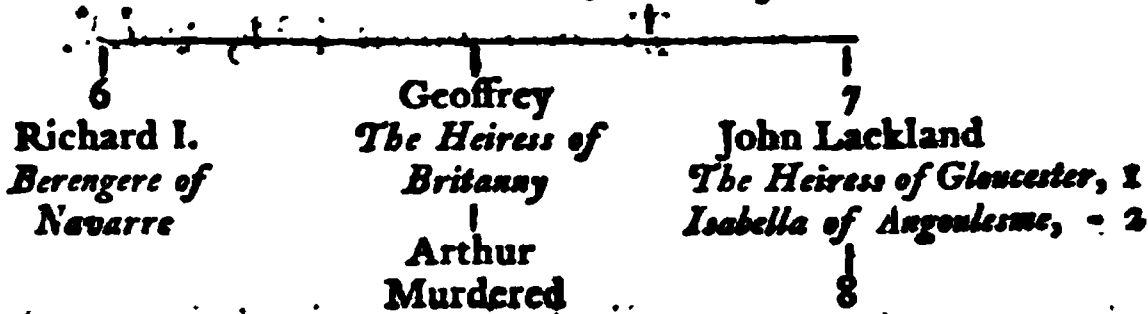 6
Richard I.
Berengere of
Navarre
Geoffrey
The Heiress of
Britanny
Arthur
Murdered
7
John Lackland
The Heiress of Gloucester, 1
Isabella of Angoulesme, - 2
8